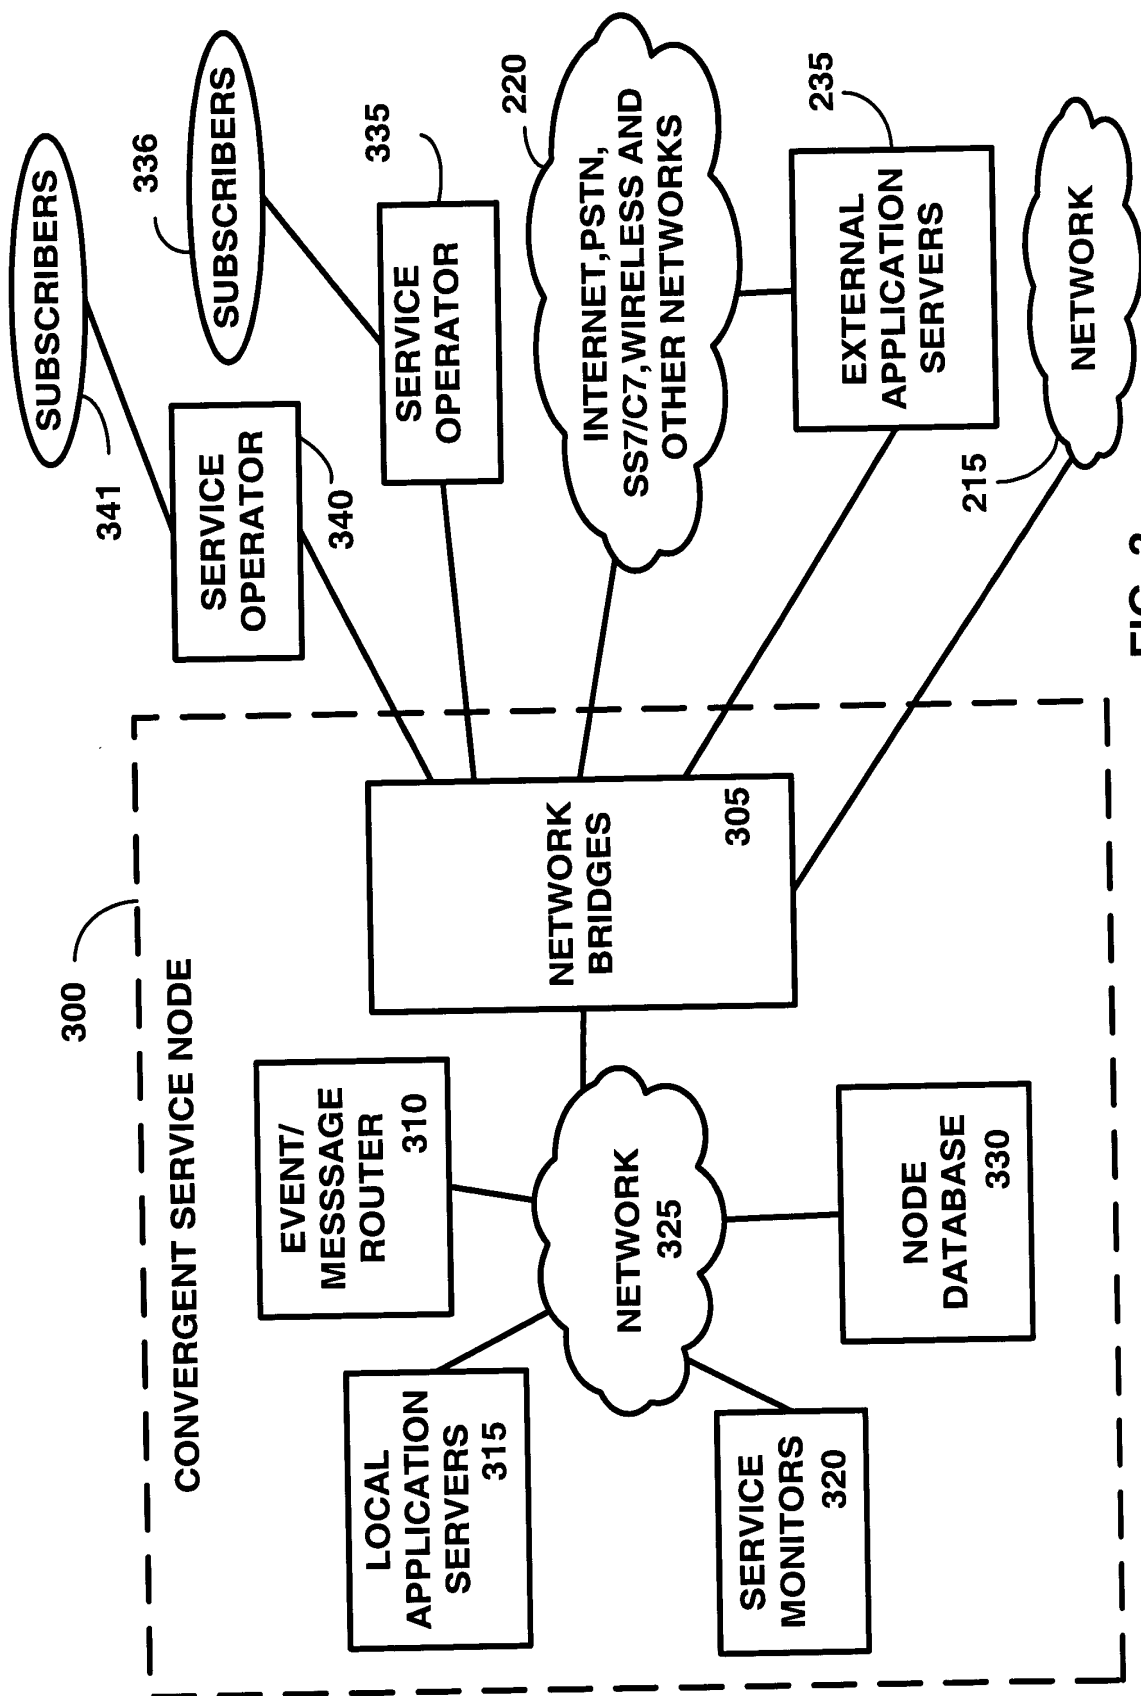 300
CONVERGENT SERVICE NODE
LOCAL
APPLICATION
SERVERS
315
EVENT/
MESSSAGE
ROUTER
310
SERVICE
MONITORS
320
NETWORK
325
NODE
DATABASE
330
NETWORK
BRIDGES
305
SUBSCRIBERS
341
SERVICE
OPERATOR
340
SUBSCRIBERS
336
SERVICE
OPERATOR
335
220
INTERNET,PSTN,
SS7/C7,WIRELESS AND
OTHER NETWORKS
235
EXTERNAL
APPLICATION
SERVERS
215
NETWORK